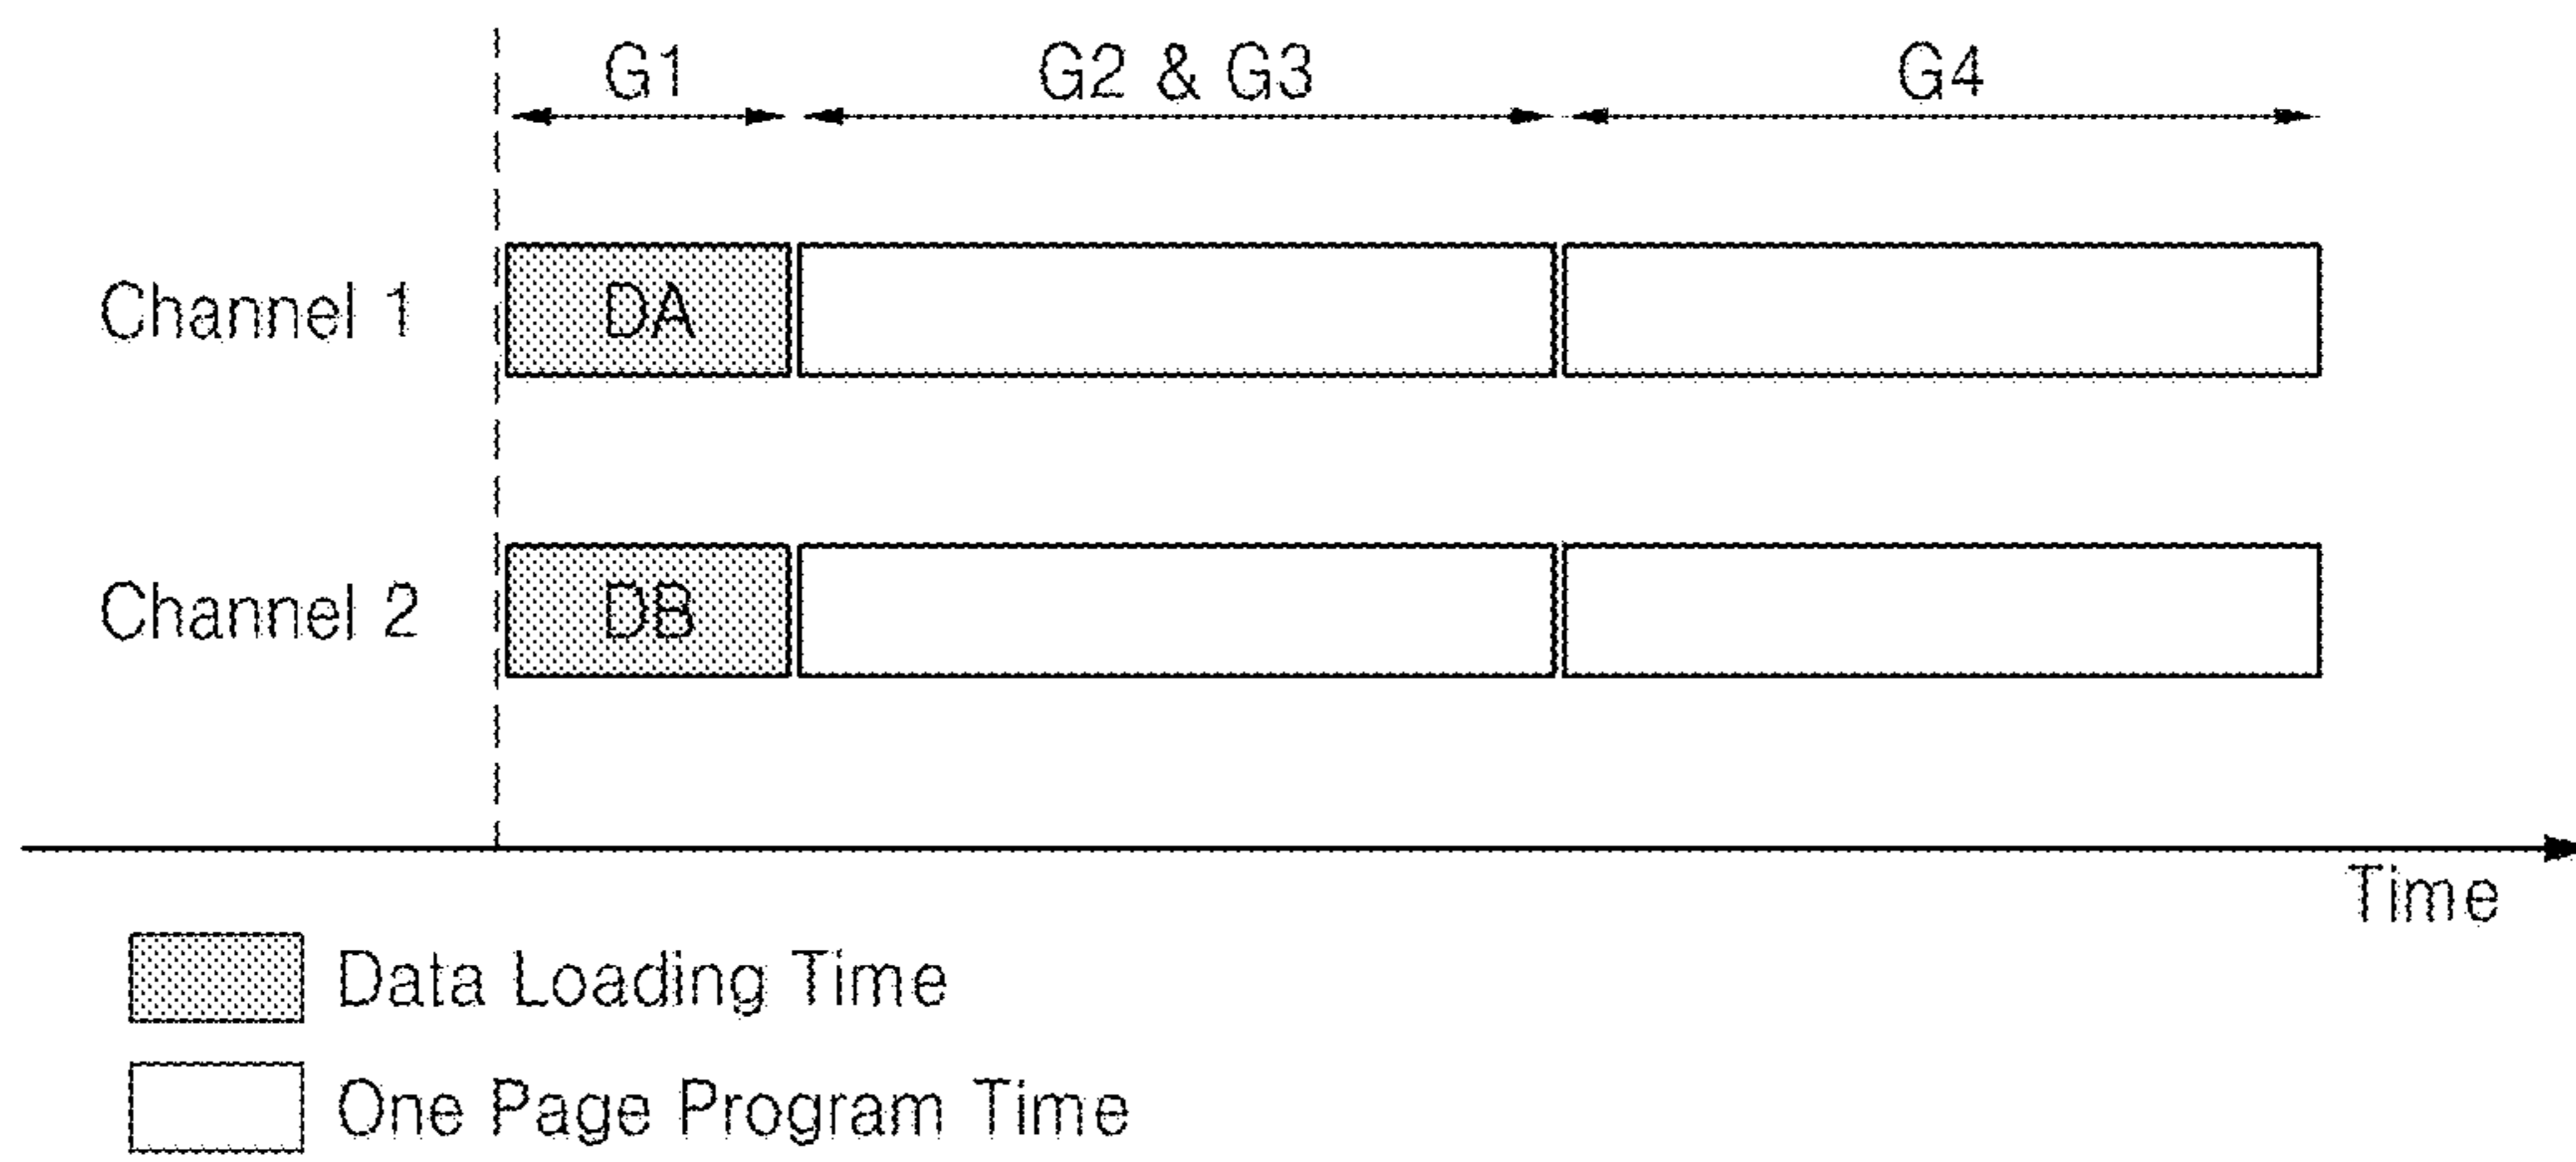 G1 G2 & G3 G4
Channel 1 DA
Channel 2 DB
Time
Data Loading Time
One Page Program Time